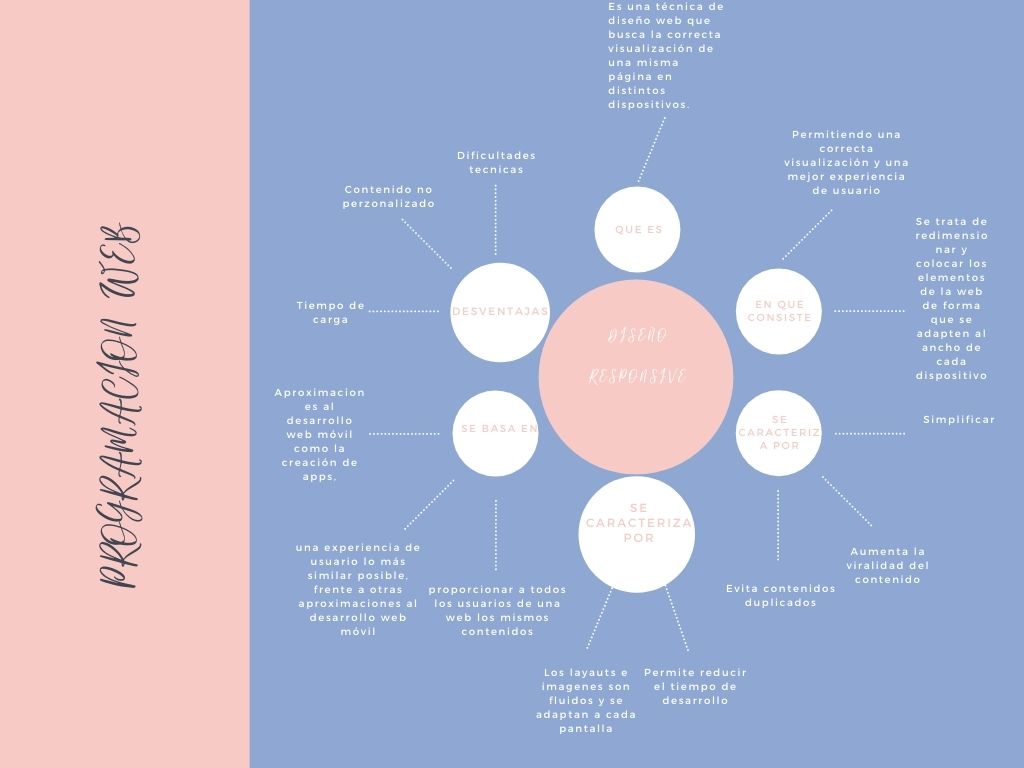 PROGRAMACION WEB
Es una técnica de
diseño web que
busca la correcta
visualización de
una misma
página en
distintos
dispositivos.
QUE ES
Permitiendo una
correcta
visualización y una
mejor experiencia
de usuario
Se trata de
redimensio
nar y
colocar los
elementos
de la web
de forma
que se
adapten al
ancho de
cada
dispositivo
EN QUE
CONSISTE
Dificultades
tecnicas
Contenido no
perzonalizado
Tiempo de
carga
DESVENTAJAS
DISEÑO
RESPONSIVE
Aproximacion
es al
desarrollo
web móvil
como la
creación de
apps,
SE BASA EN
una experiencia de
usuario lo más
similar posible,
frente a otras
aproximaciones al
desarrollo web
móvil
proporcionar a todos
los usuarios de una
web los mismos
contenidos
SE
CARACTERIZ
A POR
Simplificar
Aumenta la
viralidad del
contenido
Evita contenidos
duplicados
SE
CARACTERIZA
POR
Los layauts e
imagenes son
fluidos y se
adaptan a cada
pantalla
Permite reducir
el tiempo de
desarrollo